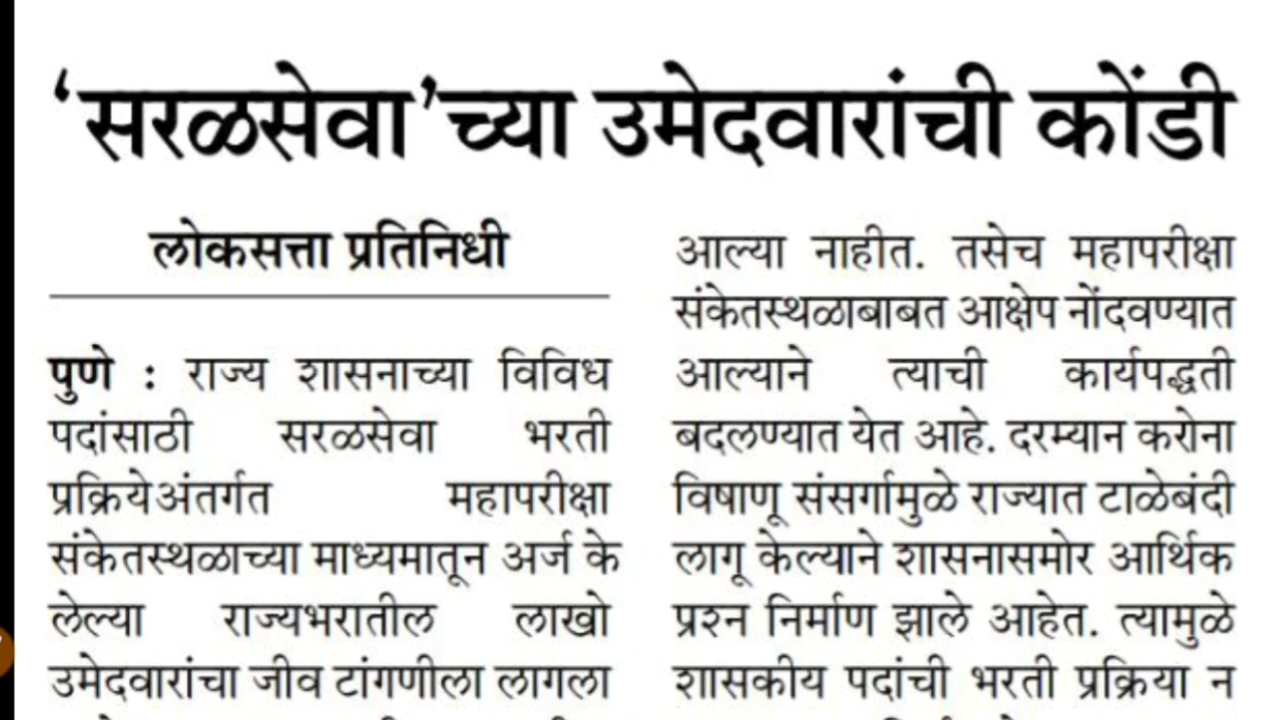 ‘सरळसेवा’च्या उमेदवारांची कोंडी
लोकसत्ता प्रतिनिधी
पुणे : राज्य शासनाच्या विविध
पदांसाठी सरळसेवा भरती
प्रक्रियेअंतर्गत महापरीक्षा
संकेतस्थळाच्या माध्यमातून अर्ज के
लेल्या राज्यभरातील लाखो
उमेदवारांचा जीव टांगणीला लागला
आल्या नाहीत. तसेच महापरीक्षा
संकेतस्थळाबाबत आक्षेप नोंदवण्यात
आल्याने त्याची कार्यपद्धती
बदलण्यात येत आहे. दरम्यान करोना
विषाणू संसर्गामुळे राज्यात टाळेबंदी
लागू केल्याने शासनासमोर आर्थिक
प्रश्न निर्माण झाले आहेत. त्यामुळे
शासकीय पदांची भरती प्रक्रिया न